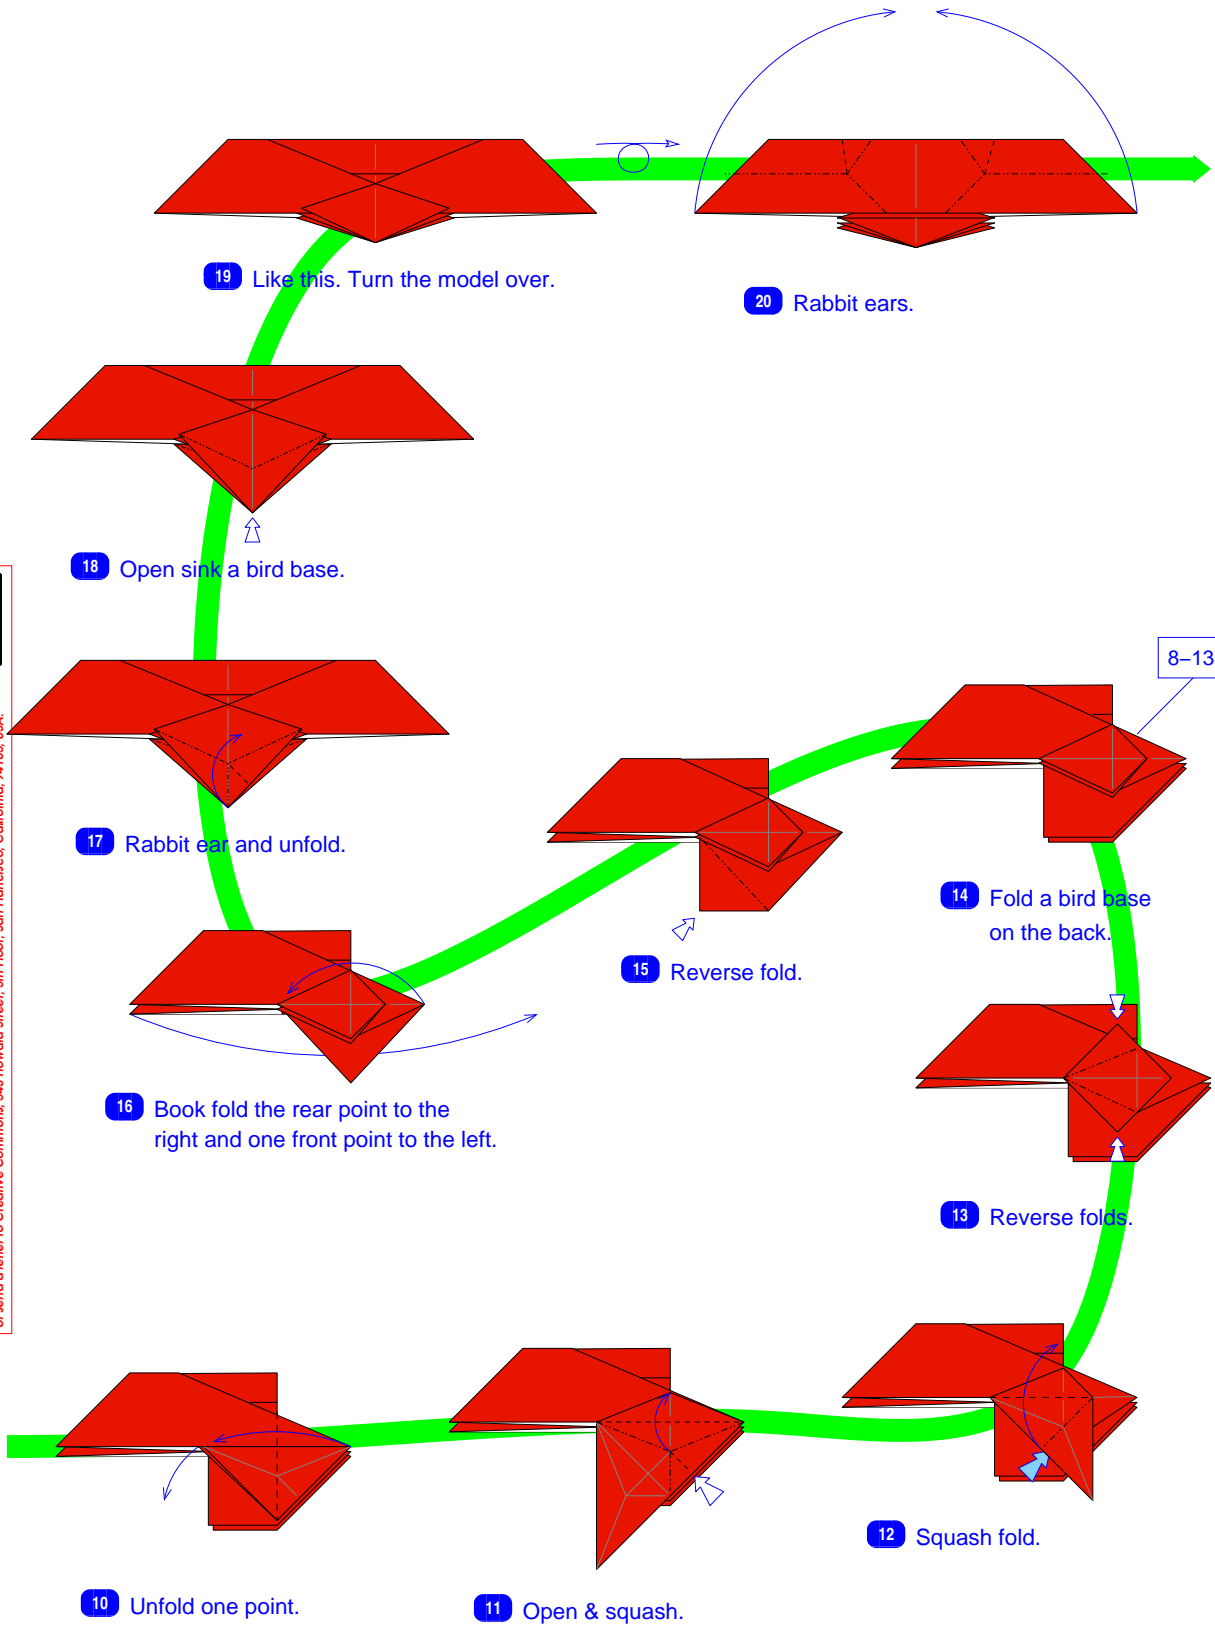 19 Like this. Turn the model over.
20 Rabbit ears.
18 Open sink a bird base.
8–13
17 Rabbit ear and unfold.
14 Fold a bird base
on the back.
15 Reverse fold.
16 Book fold the rear point to the
right and one front point to the left.
13 Reverse folds.
12 Squash fold.
10 Unfold one point.
11 Open & squash.